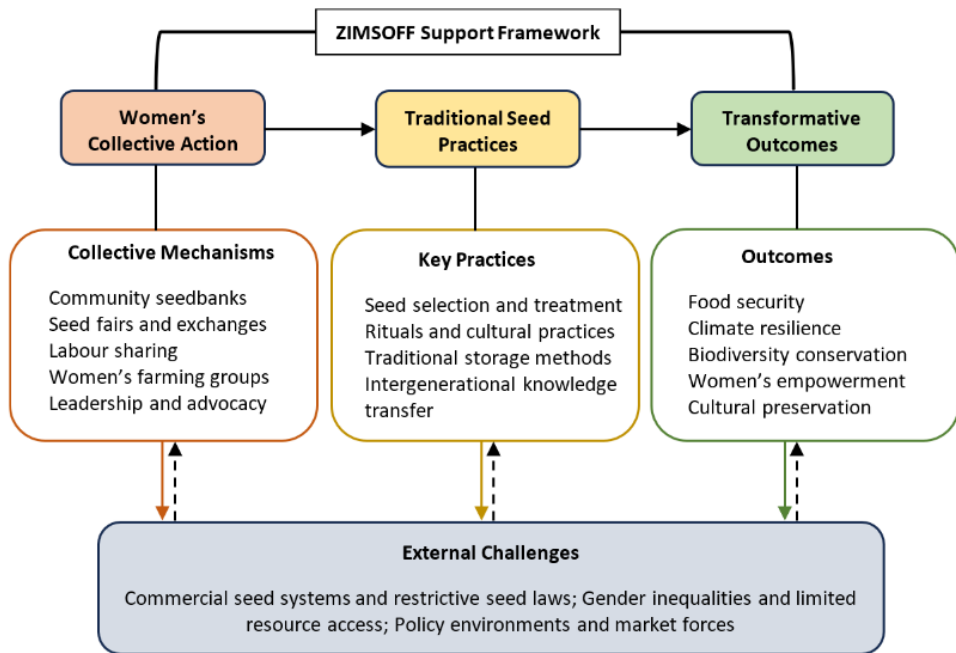 ZIMSOFF Support Framework
Women’s
Collective Action
Traditional Seed
Practices
Transformative
Outcomes
Collective Mechanisms
Community seedbanks
Seed fairs and exchanges
Labour sharing
Women’s farming groups
Leadership and advocacy
Key Practices
Seed selection and treatment
Rituals and cultural practices
Traditional storage methods
Intergenerational knowledge
transfer
Outcomes
Food security
Climate resilience
Biodiversity conservation
Women’s empowerment
Cultural preservation
External Challenges
Commercial seed systems and restrictive seed laws; Gender inequalities and limited
resource access; Policy environments and market forces